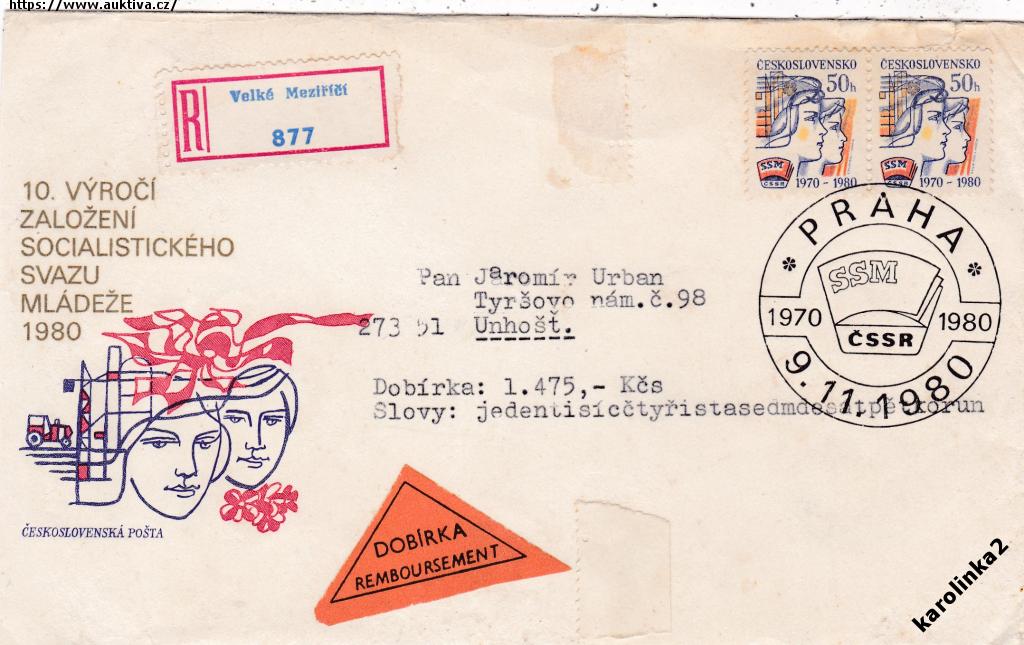 https://www.auktiva.cz/
R
Velké Meziříčí
877
ČESKOSLOVENSKO
50h
SSM
ČSSR
1970 - 1980
ČESKOSLOVENSKO
50h
SSM
ČSSR
1970 - 1980
10. VÝROČÍ
ZALOŽENÍ
SOCIALISTICKÉHO
SVAZU
MLÁDEŽE
1980
PRAHA
SSM
1970
1980
ČSSR
9.11.1980
Pan Jaromír Urban
Tyršovo nám.č.98
273 51 Unhošť.
Dobírka: 1.475,- Kčs
Slovy: jedentisícčtyřistasedmdesátpětkorun
ČESKOSLOVENSKÁ POŠTA
DOBÍRKA
REMBOURSEMENT
karolinka2